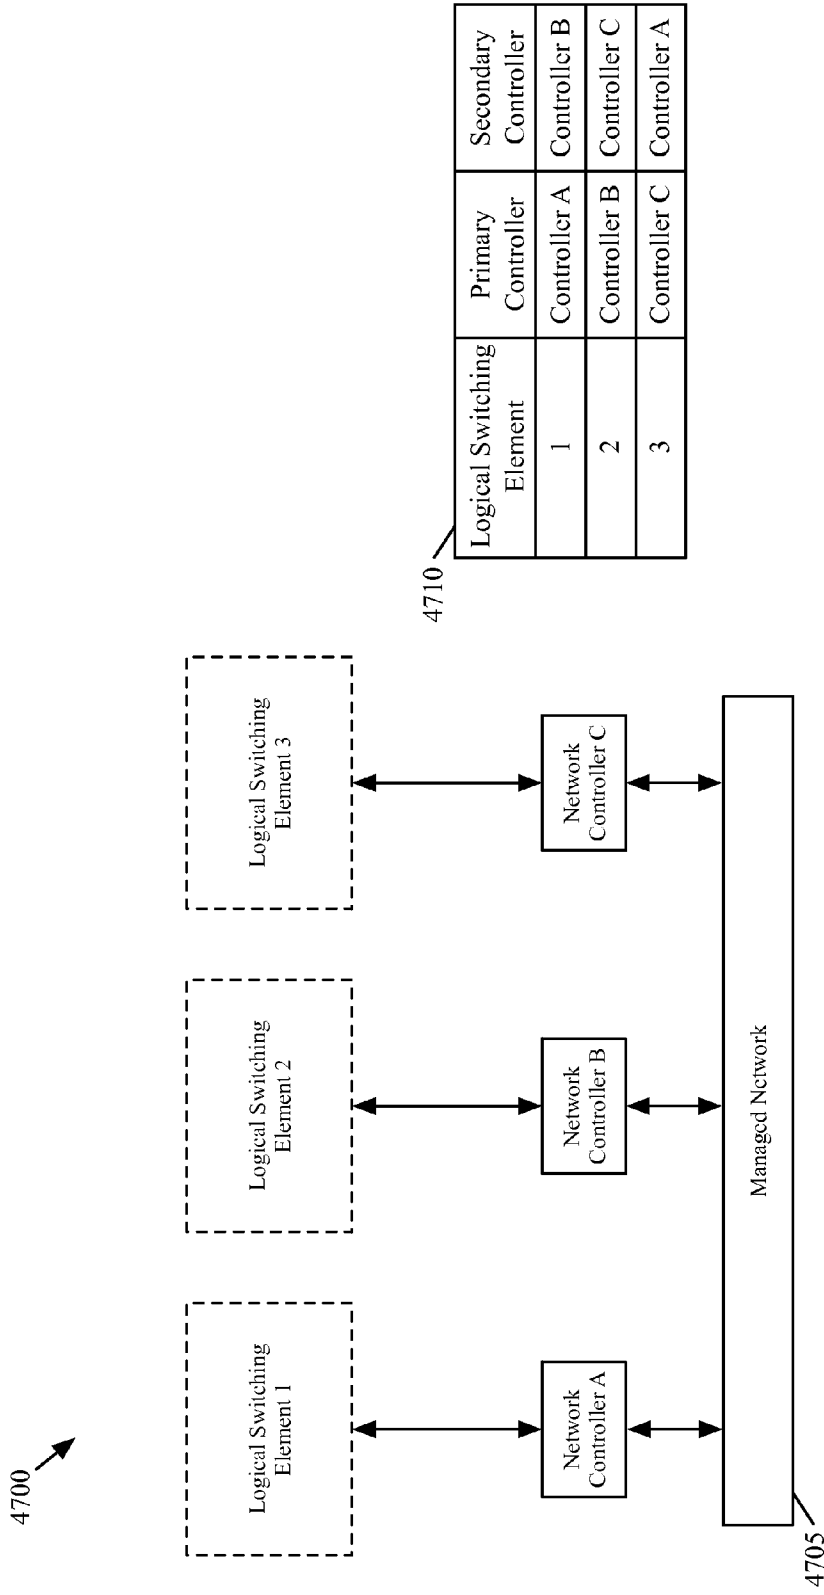 4700
Logical Switching
Element 1
Logical Switching
Element 2
Logical Switching
Element 3
Network
Controller A
Network
Controller B
Network
Controller C
Managed Network
4705
4710
Logical Switching
Element
Primary
Controller
Secondary
Controller
1
Controller A
Controller B
2
Controller B
Controller C
3
Controller C
Controller A